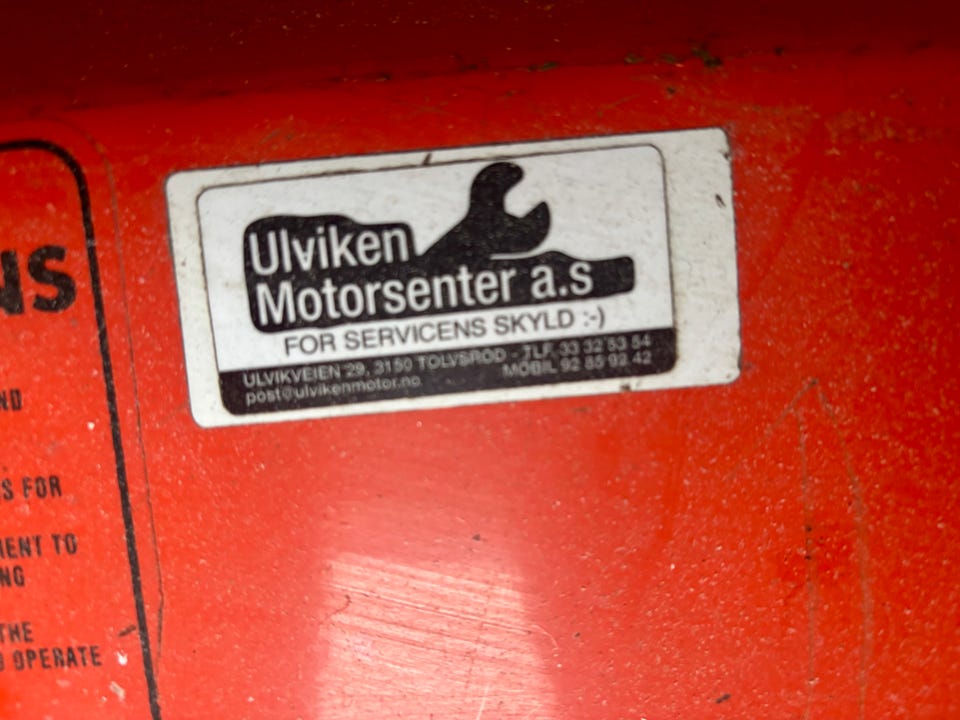 Ulviken
Motorsenter a.s
FOR SERVICENS SKYLD :-)
ULVIKVEIEN 29, 3150 TOLVSRØD - TLF. 33 32 53 54
MOBIL 92 85 92 42
post@ulvikenmotor.no
NS
ND
S FOR
MENT TO
NG
THE
OPERATE